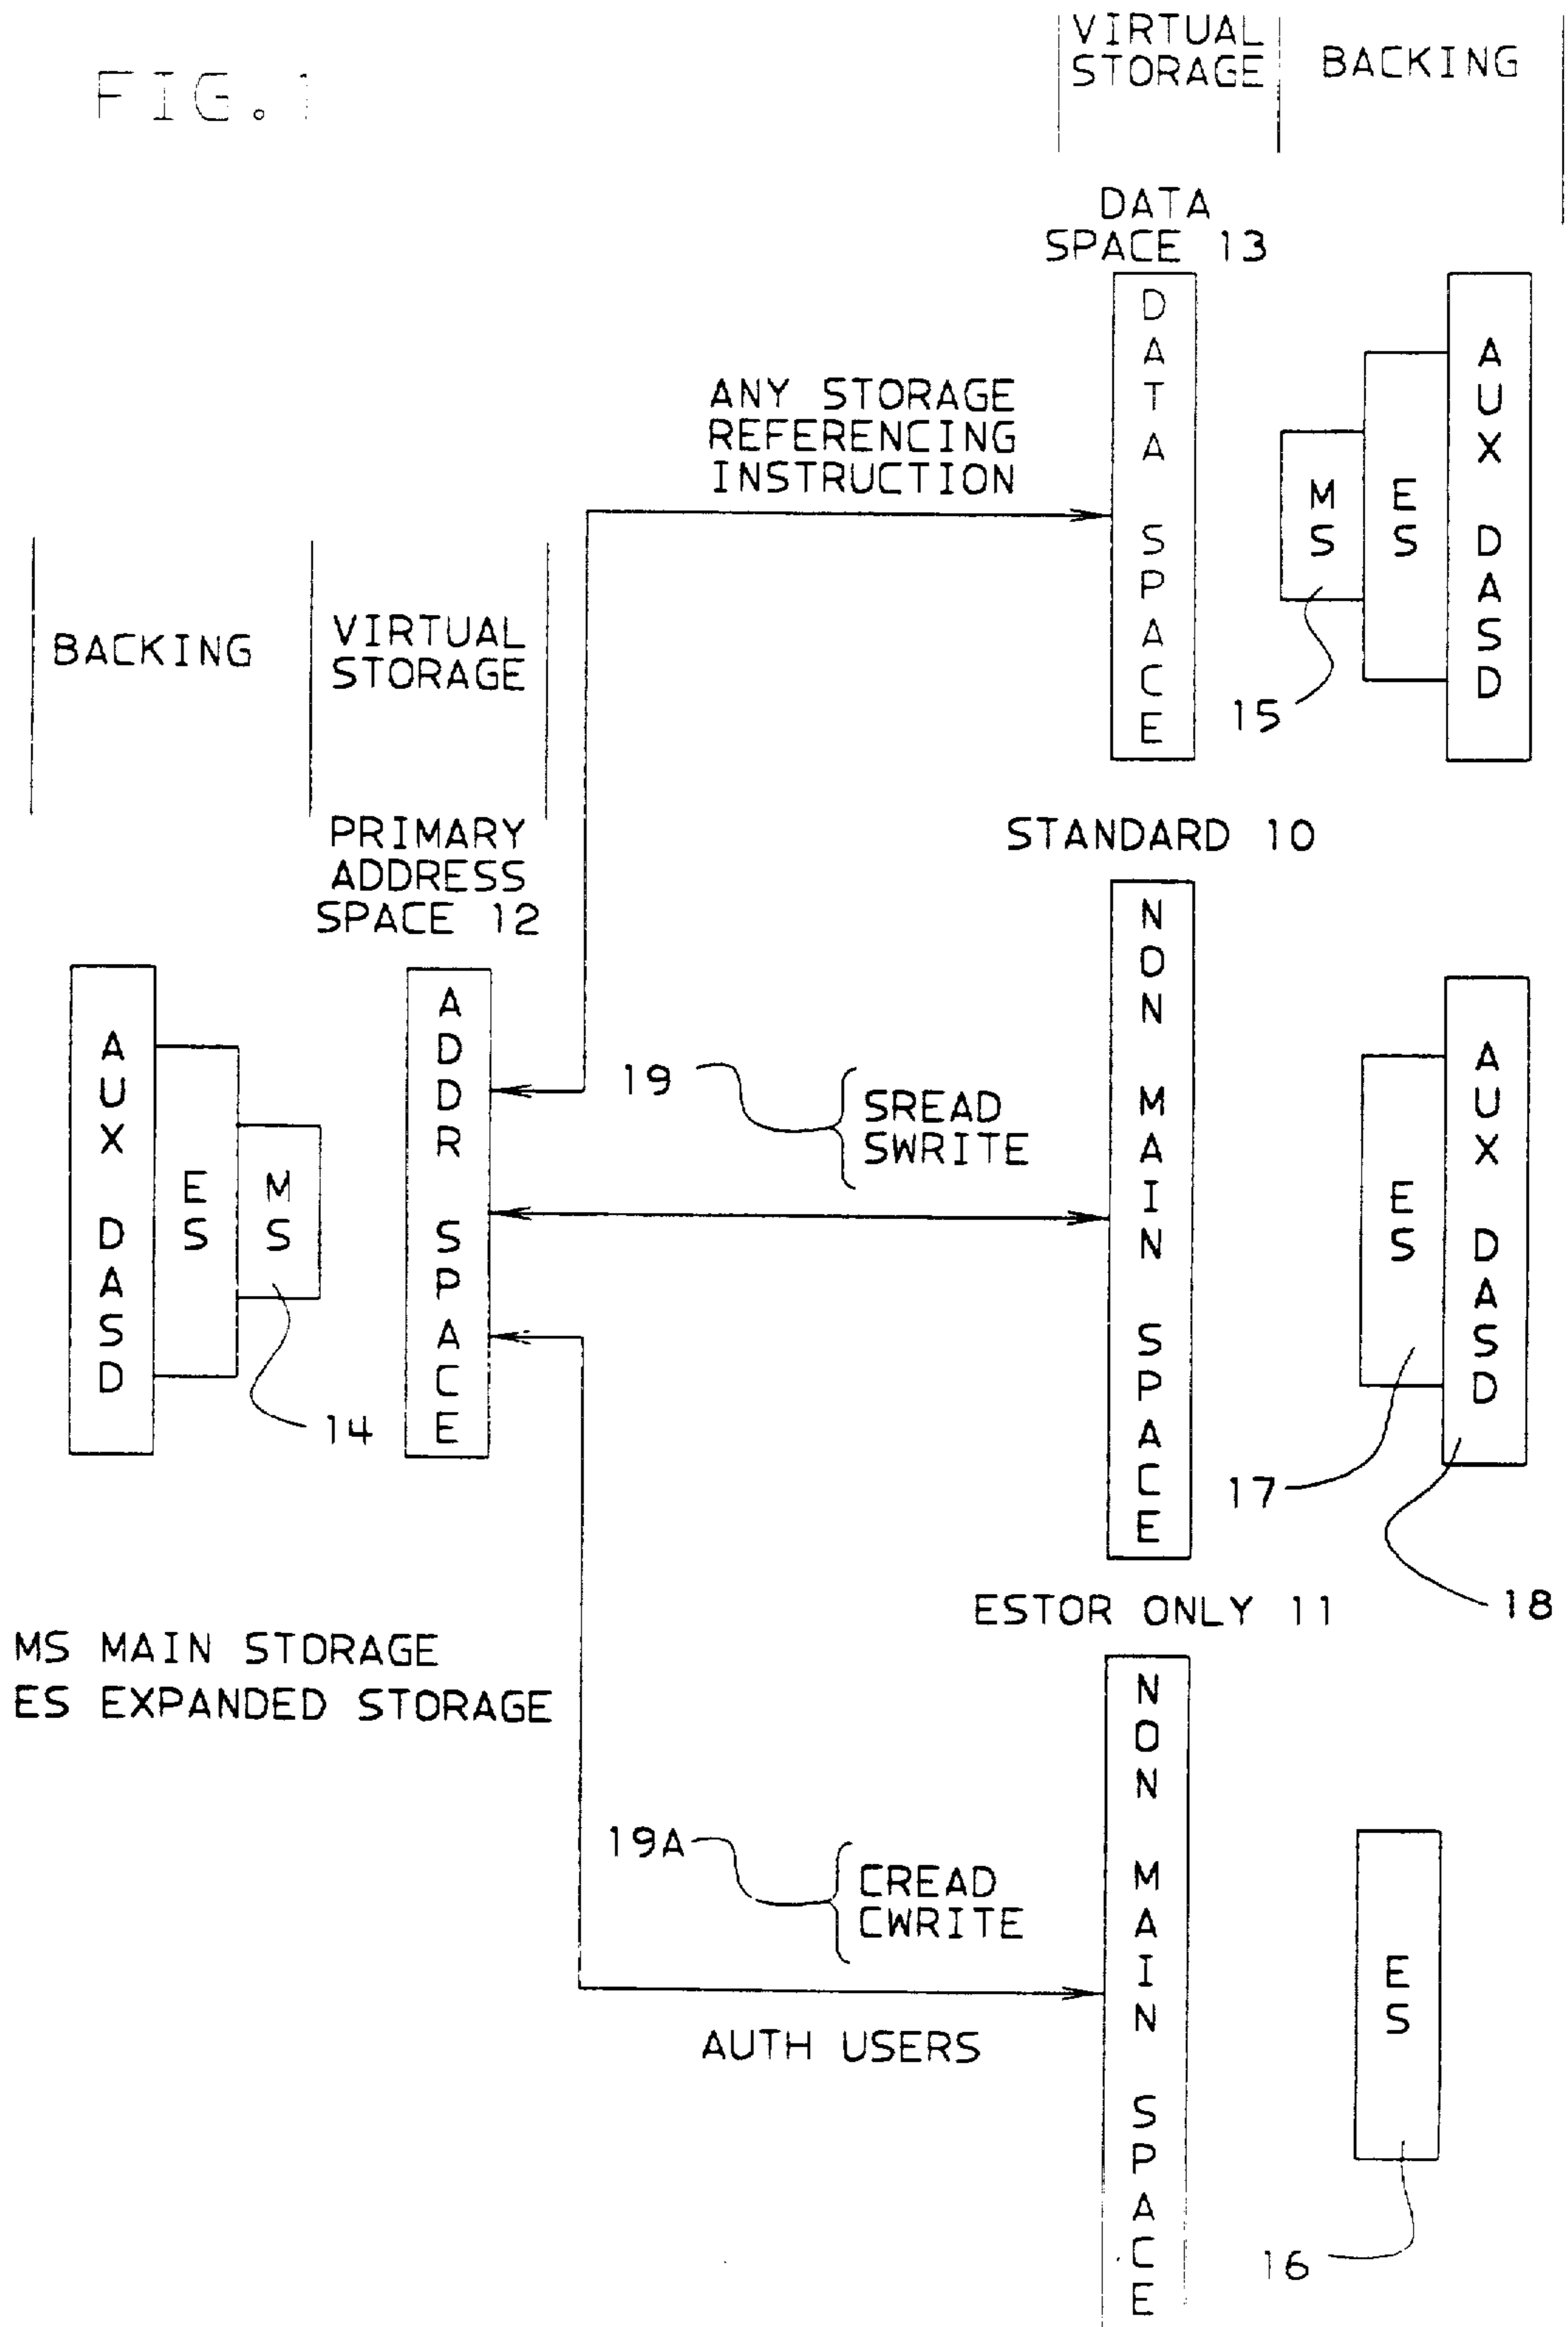 FIG. 1
VIRTUAL
STORAGE
BACKING
DATA
SPACE 13
DATA SPACE
MS
ES
AUX DASD
15
ANY STORAGE
REFERENCING
INSTRUCTION
BACKING
VIRTUAL
STORAGE
PRIMARY
ADDRESS
SPACE 12
AUX DASD
ES
MS
14
ADDR SPACE
STANDARD 10
19
SREAD
SWRITE
NON MAIN SPACE
ES
AUX DASD
17
18
MS MAIN STORAGE
ES EXPANDED STORAGE
ESTOR ONLY 11
19A
CREAD
CWRITE
AUTH USERS
NON MAIN SPACE
ES
16